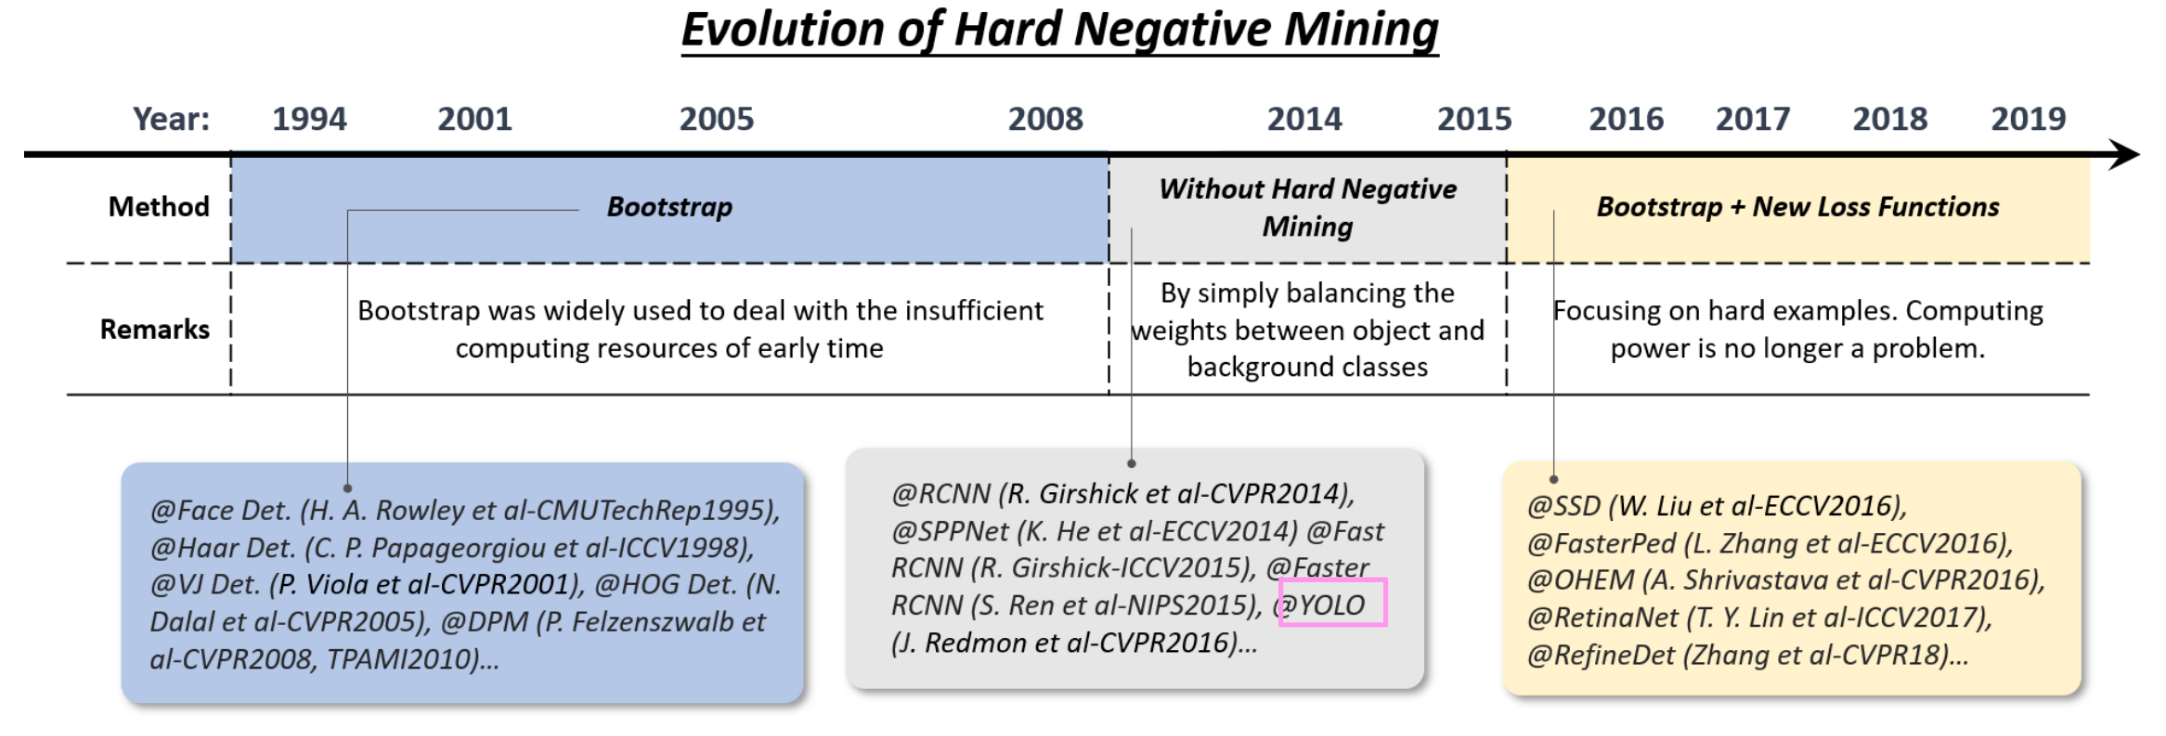 Evolution of Hard Negative Mining
Year: 1994 2001 2005 2008 2014 2015 2016 2017 2018 2019
Method
Bootstrap
Without Hard Negative
Mining
Bootstrap + New Loss Functions
Remarks
Bootstrap was widely used to deal with the insufficient
computing resources of early time
By simply balancing the
weights between object and
background classes
Focusing on hard examples. Computing
power is no longer a problem.
@Face Det. (H. A. Rowley et al-CMUTechRep1995),
@Haar Det. (C. P. Papageorgiou et al-ICCV1998),
@VJ Det. (P. Viola et al-CVPR2001), @HOG Det. (N.
Dalal et al-CVPR2005), @DPM (P. Felzenszwalb et
al-CVPR2008, TPAMI2010)...
@RCNN (R. Girshick et al-CVPR2014),
@SPPNet (K. He et al-ECCV2014) @Fast
RCNN (R. Girshick-ICCV2015), @Faster
RCNN (S. Ren et al-NIPS2015), @YOLO
(J. Redmon et al-CVPR2016)...
@SSD (W. Liu et al-ECCV2016),
@FasterPed (L. Zhang et al-ECCV2016),
@OHEM (A. Shrivastava et al-CVPR2016),
@RetinaNet (T. Y. Lin et al-ICCV2017),
@RefineDet (Zhang et al-CVPR18)...